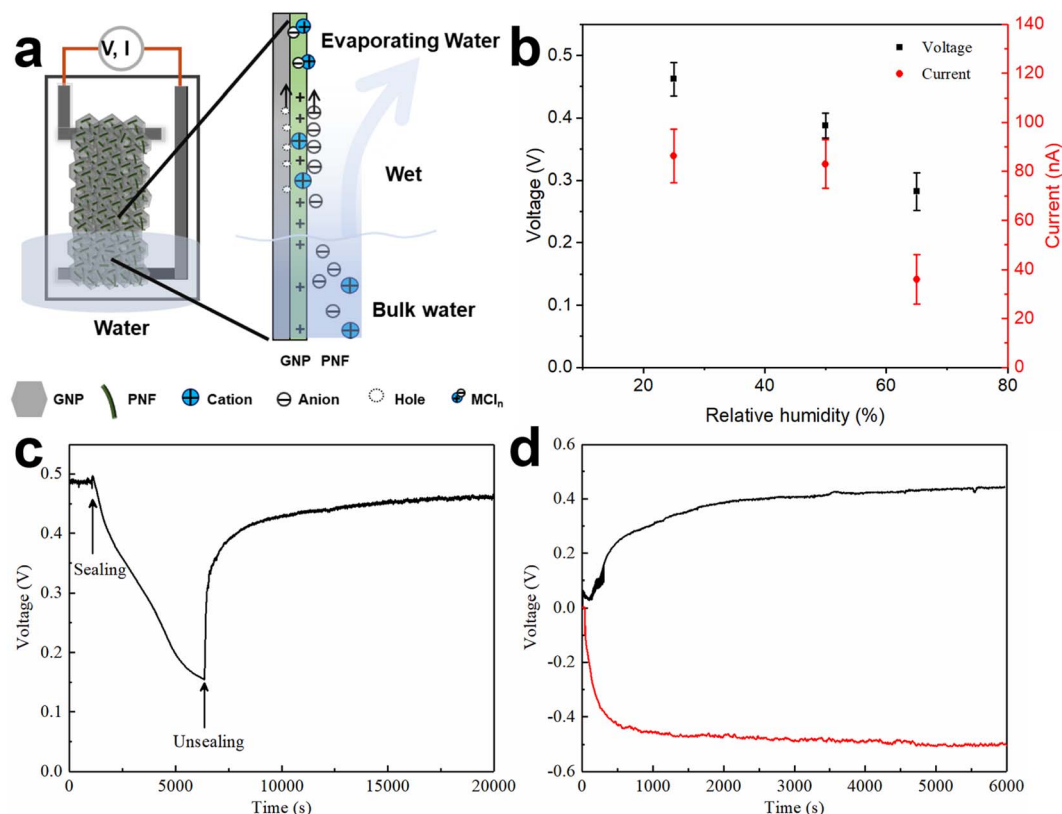 a
V, I
Evaporating Water
Wet
Bulk water
Water
GNP PNF
GNP PNF Cation Anion Hole MCln
b
Voltage
Current
Voltage (V)
0.5
0.4
0.3
0.2
0.1
0.0
Current (nA)
140
120
100
80
60
40
20
0
20 40 60 80
Relative humidity (%)
c
Voltage (V)
0.5
0.4
0.3
0.2
0.1
0.0
Sealing
Unsealing
0 5000 10000 15000 20000
Time (s)
d
Voltage (V)
0.6
0.4
0.2
0.0
-0.2
-0.4
-0.6
0 1000 2000 3000 4000 5000 6000
Time (s)